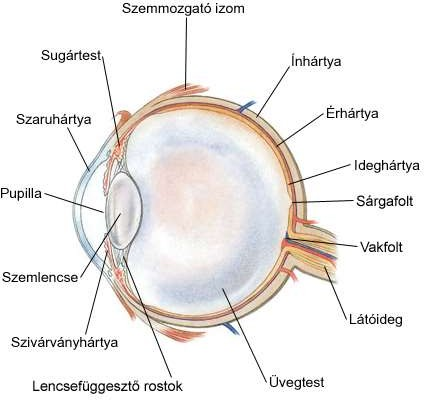 Szemmozgató izom
Sugártest
Ínhártya
Szaruhártya
Érhártya
Ideghártya
Pupilla
Sárgafolt
Vakfolt
Szemlencse
Látóideg
Szivárványhártya
Lencsefüggesztő rostok
Üvegtest